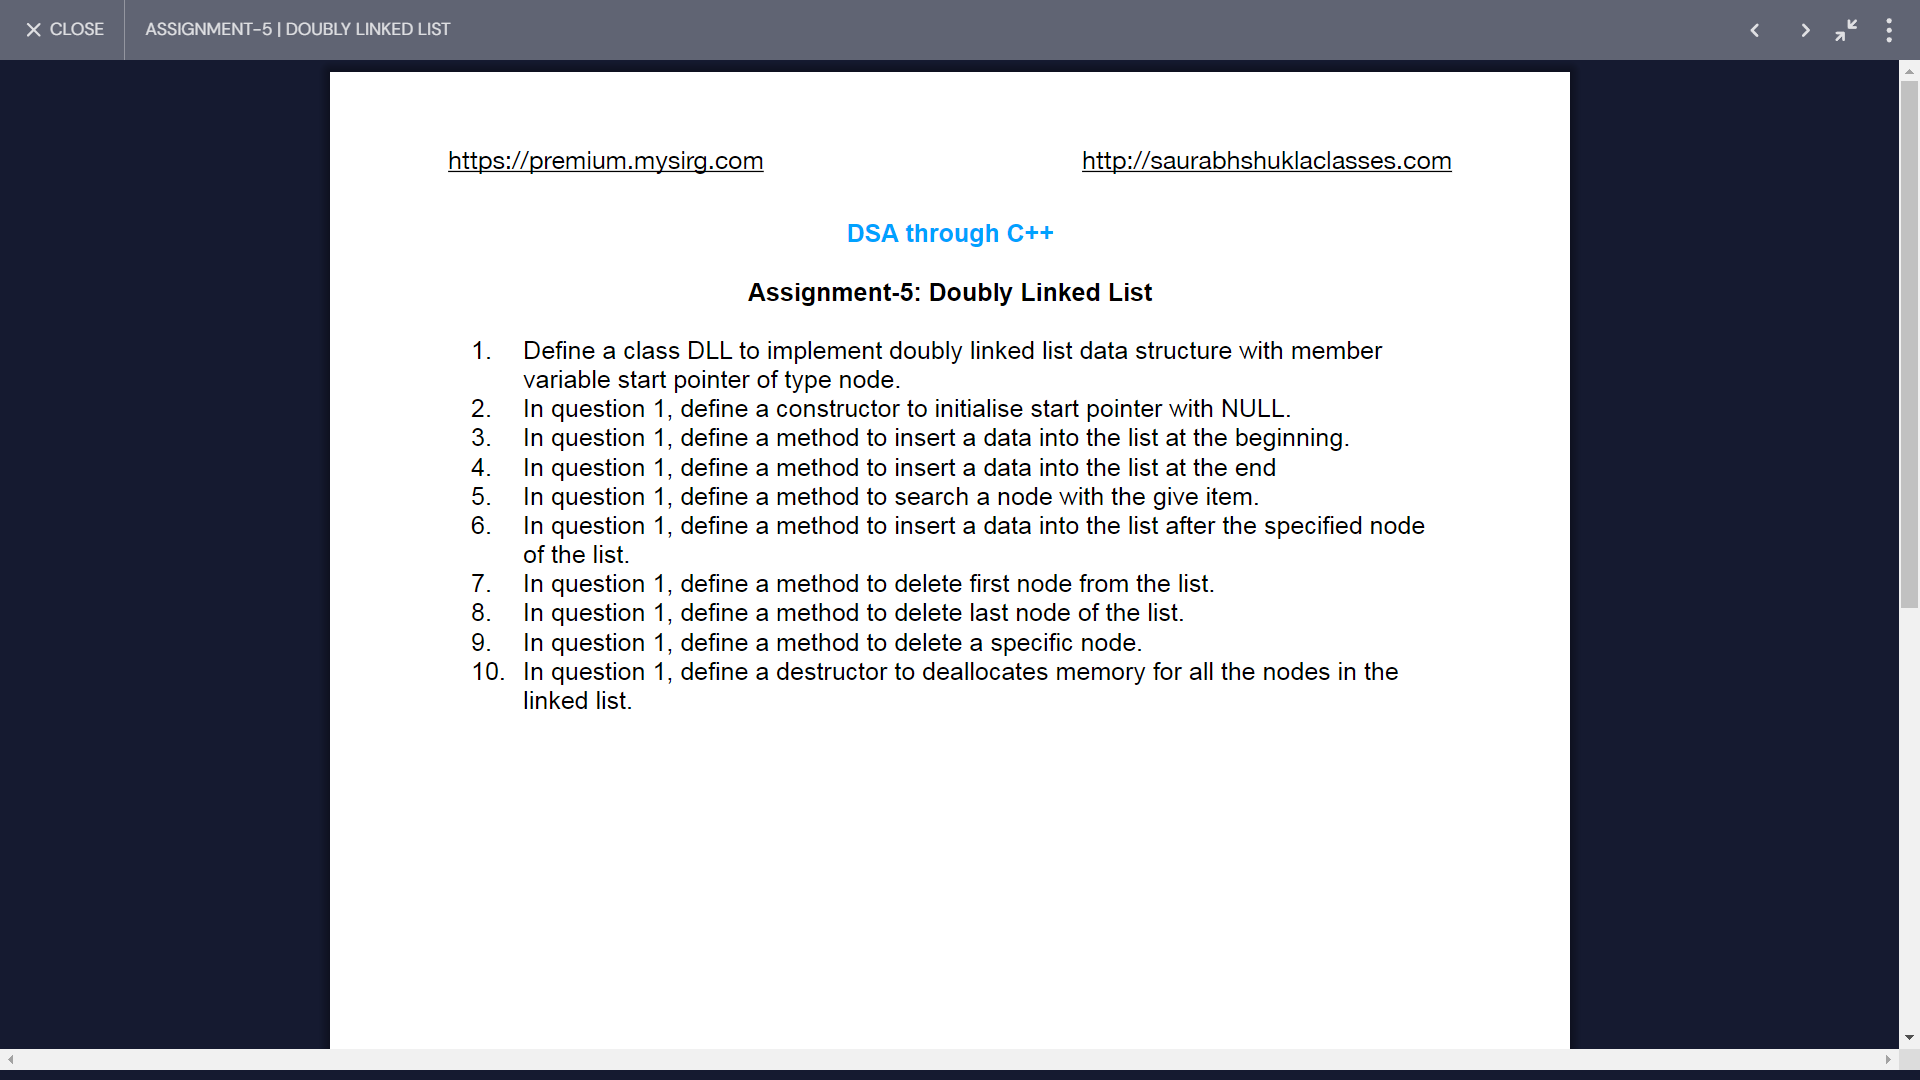 CLOSE
ASSIGNMENT-5 | DOUBLY LINKED LIST
https://premium.mysirg.com
http://saurabhshuklaclasses.com
DSA through C++
Assignment-5: Doubly Linked List
1. Define a class DLL to implement doubly linked list data structure with member
variable start pointer of type node.
2. In question 1, define a constructor to initialise start pointer with NULL.
3. In question 1, define a method to insert a data into the list at the beginning.
4. In question 1, define a method to insert a data into the list at the end
5. In question 1, define a method to search a node with the give item.
6. In question 1, define a method to insert a data into the list after the specified node
of the list.
7. In question 1, define a method to delete first node from the list.
8. In question 1, define a method to delete last node of the list.
9. In question 1, define a method to delete a specific node.
10. In question 1, define a destructor to deallocates memory for all the nodes in the
linked list.